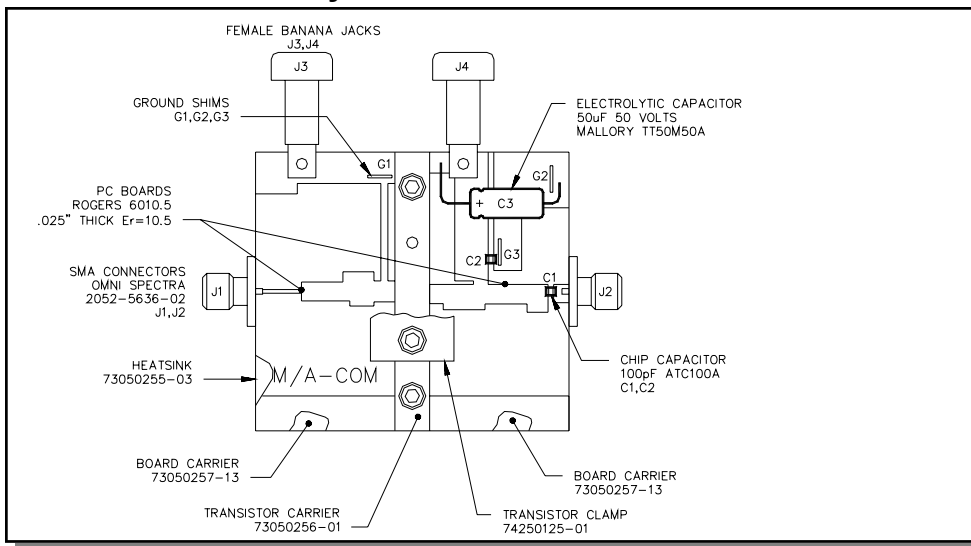 FEMALE BANANA JACKS
J3,J4
J3
J4
GROUND SHIMS
G1,G2,G3
ELECTROLYTIC CAPACITOR
50uF 50 VOLTS
MALLORY TT50M50A
G1
G2
PC BOARDS
ROGERS 6010.5
.025" THICK Er=10.5
+ C3
C2
G3
SMA CONNECTORS
OMNI SPECTRA
2052-5636-02
J1,J2
J1
C1
J2
HEATSINK
73050255-03
M/A-COM
CHIP CAPACITOR
100pF ATC100A
C1,C2
BOARD CARRIER
73050257-13
BOARD CARRIER
73050257-13
TRANSISTOR CARRIER
73050256-01
TRANSISTOR CLAMP
74250125-01